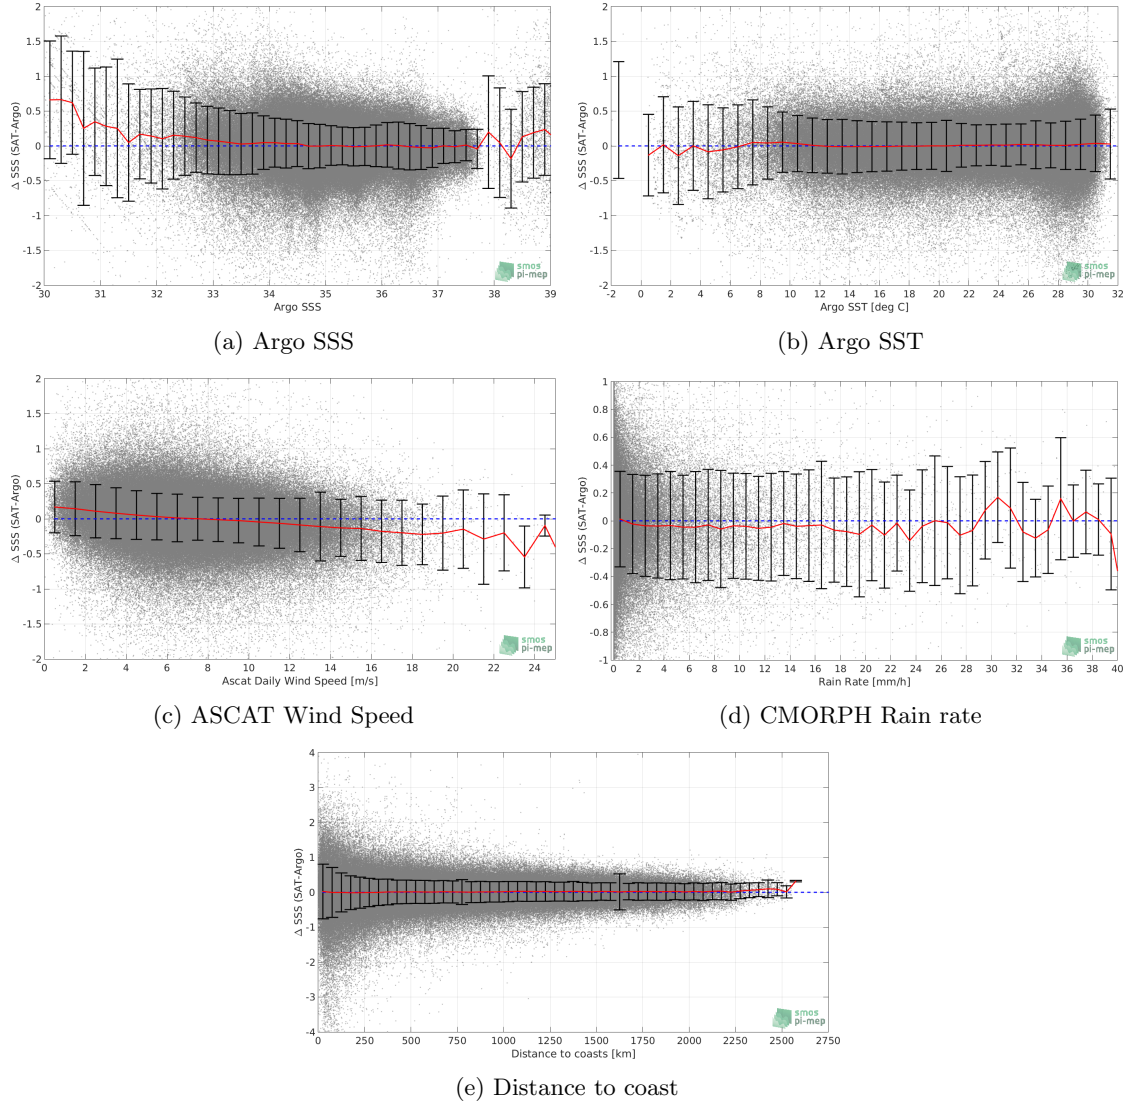 2
1.5
1
0.5
0
-0.5
-1
-1.5
-2
Δ SSS (SAT-Argo)
30 31 32 33 34 35 36 37 38 39
Argo SSS
smos
pi-mep
(a) Argo SSS
2
1.5
1
0.5
0
-0.5
-1
-1.5
-2
Δ SSS (SAT-Argo)
-2 0 2 4 6 8 10 12 14 16 18 20 22 24 26 28 30 32
Argo SST [deg C]
smos
pi-mep
(b) Argo SST
2
1.5
1
0.5
0
-0.5
-1
-1.5
-2
Δ SSS (SAT-Argo)
0 2 4 6 8 10 12 14 16 18 20 22 24
Ascat Daily Wind Speed [m/s]
smos
pi-mep
(c) ASCAT Wind Speed
1
0.8
0.6
0.4
0.2
0
-0.2
-0.4
-0.6
-0.8
-1
Δ SSS (SAT-Argo)
0 2 4 6 8 10 12 14 16 18 20 22 24 26 28 30 32 34 36 38 40
Rain Rate [mm/h]
smos
pi-mep
(d) CMORPH Rain rate
4
3
2
1
0
-1
-2
-3
-4
Δ SSS (SAT-Argo)
0 250 500 750 1000 1250 1500 1750 2000 2250 2500 2750
Distance to coasts [km]
smos
pi-mep
(e) Distance to coast